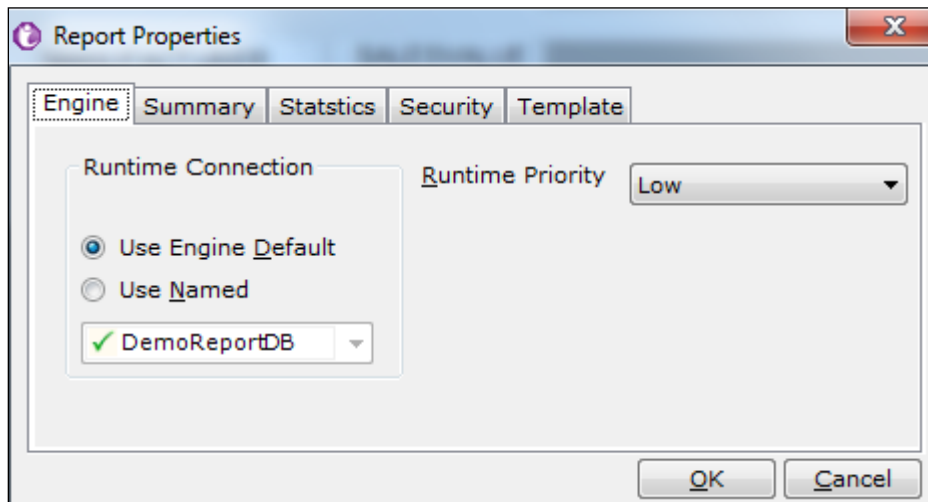 Report Properties
Engine Summary Statstics Security Template
Runtime Connection
Runtime Priority Low
Use Engine Default
Use Named
DemoReportDB
OK Cancel